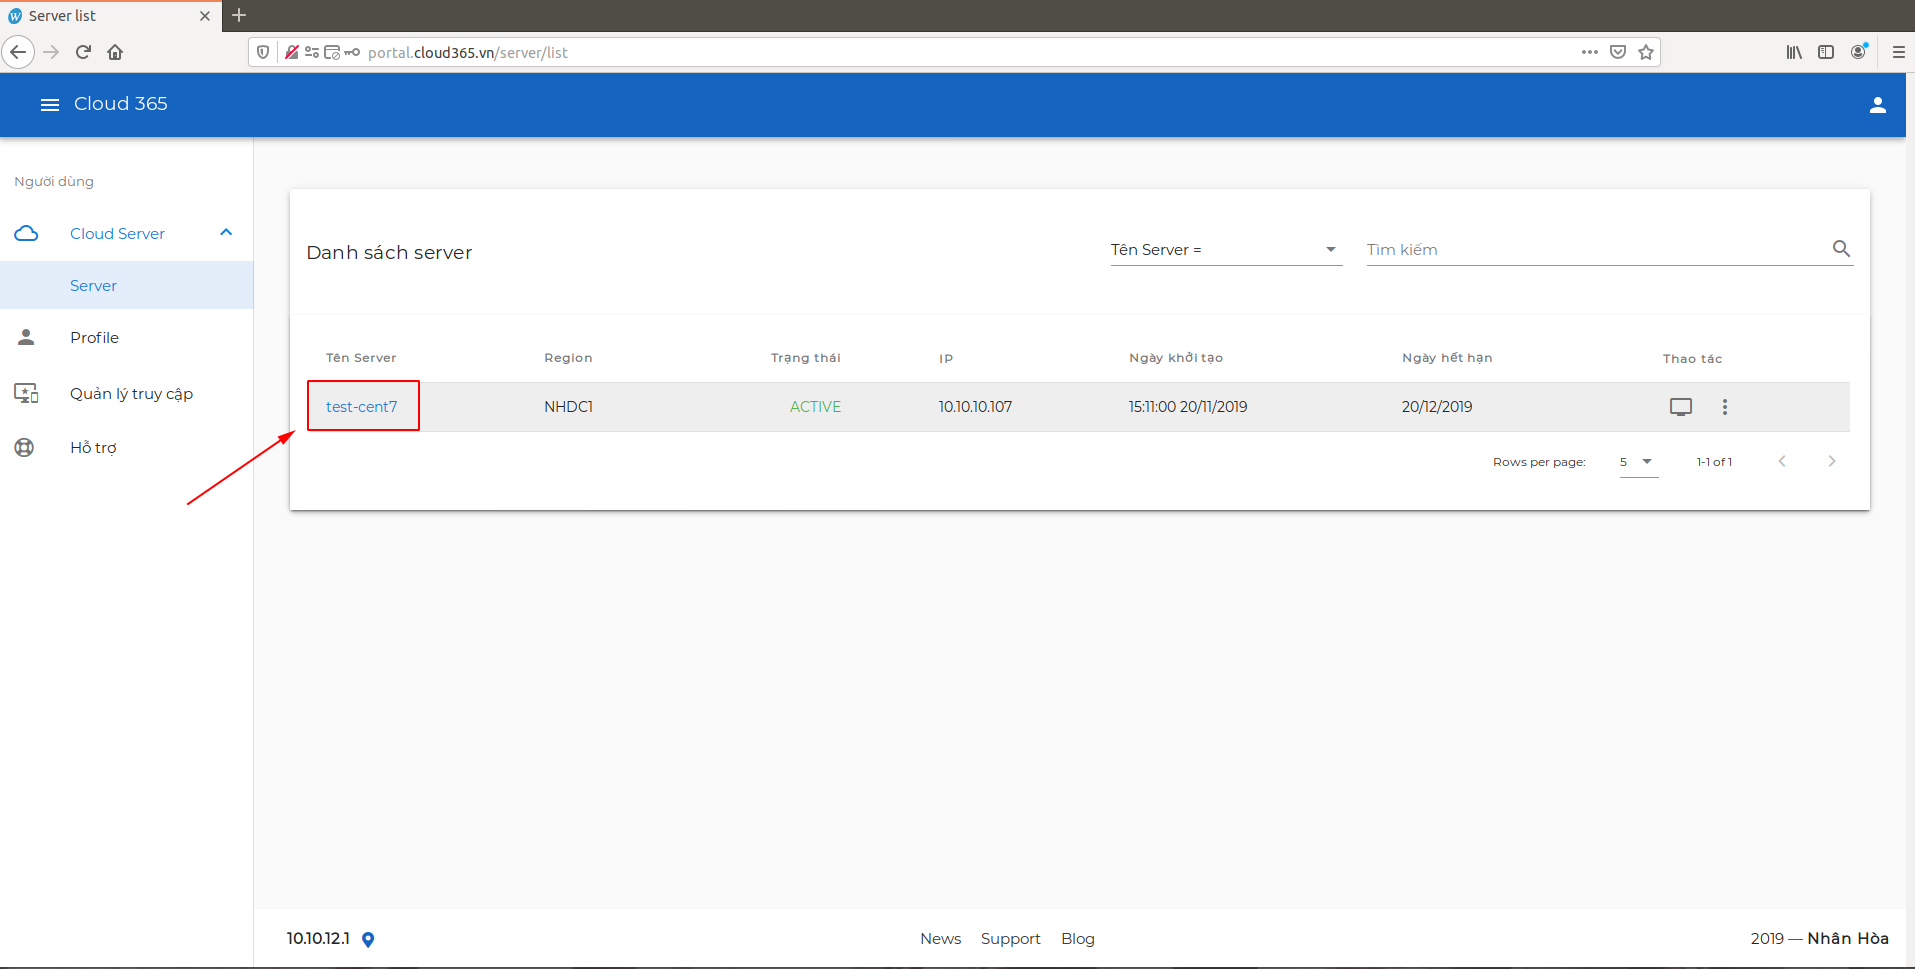 Server list
portal.cloud365.vn/server/list
Cloud 365
Người dùng
Cloud Server
Server
Profile
Quản lý truy cập
Hỗ trợ
Danh sách server
Tên Server =
Tìm kiếm
Tên Server Region Trạng thái IP Ngày khởi tạo Ngày hết hạn Thao tác
test-cent7 NHDC1 ACTIVE 10.10.10.107 15:11:00 20/11/2019 20/12/2019
Rows per page: 5 1-1 of 1
10.10.12.1 News Support Blog 2019 — Nhân Hòa